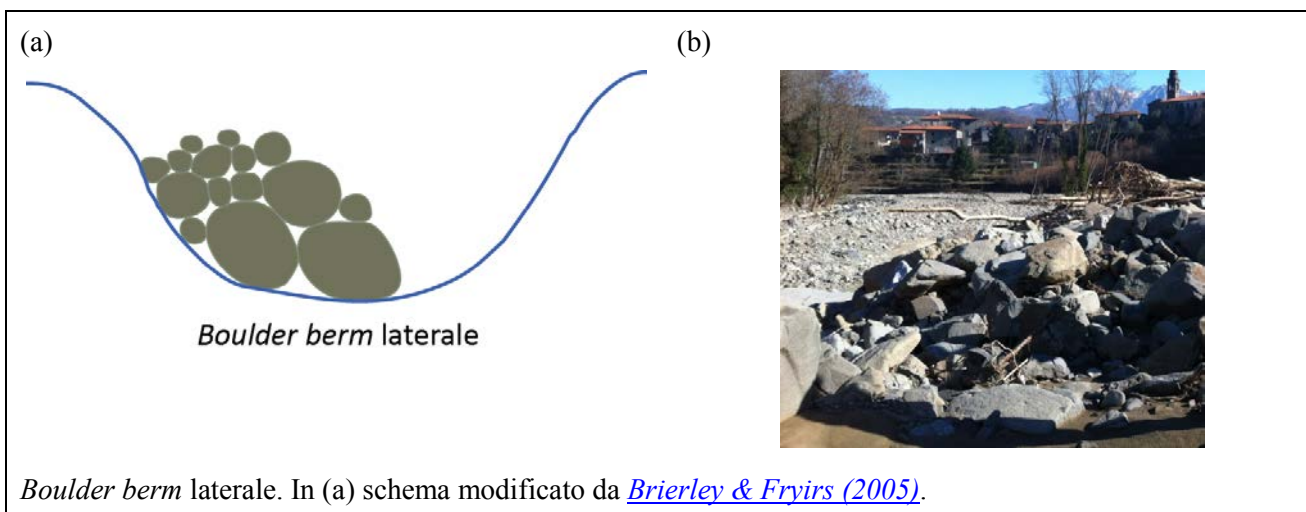 (a)
(b)
Boulder berm laterale
Boulder berm laterale. In (a) schema modificato da Brierley & Fryirs (2005).